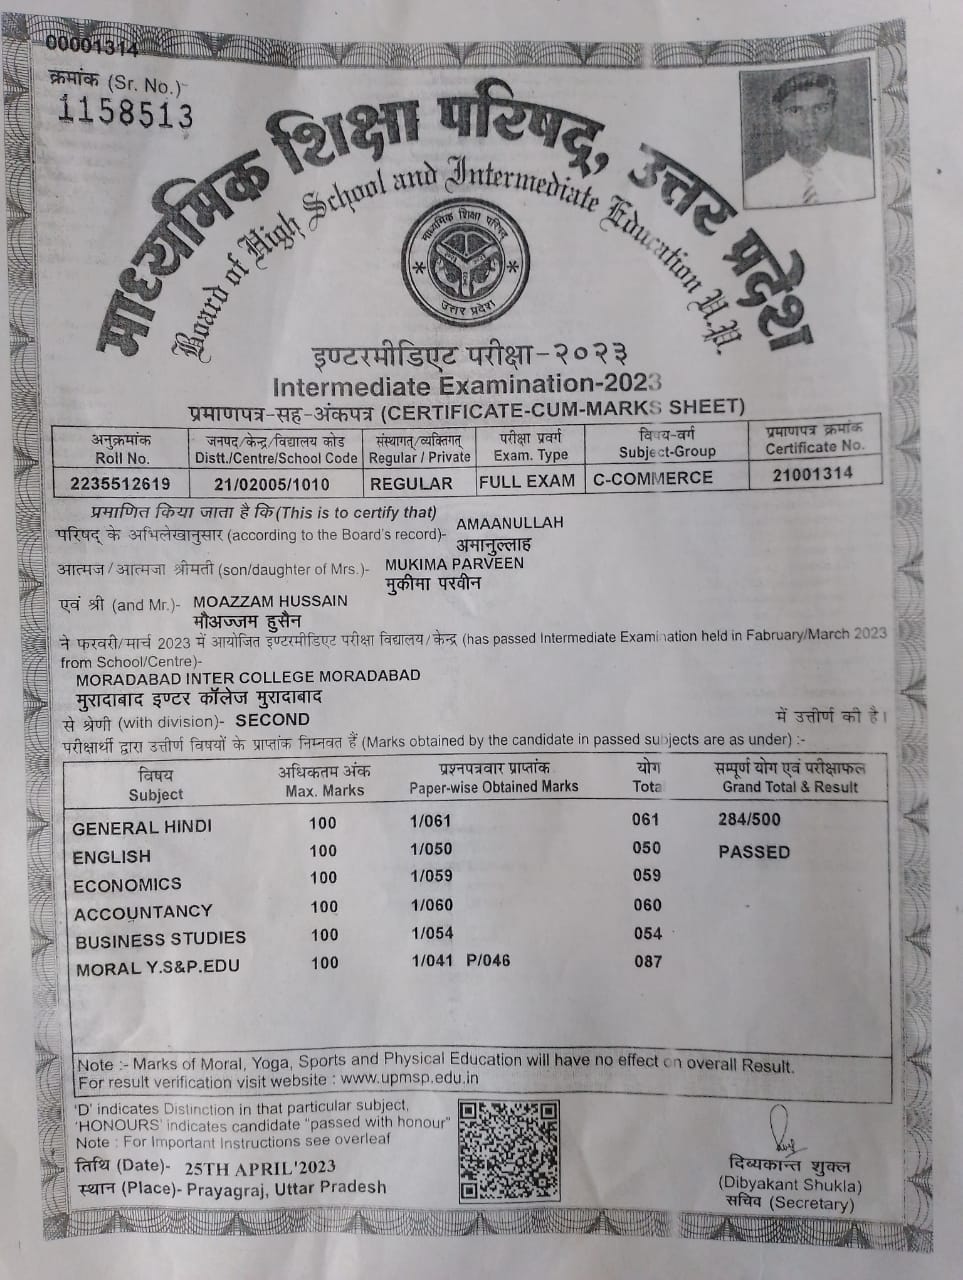 00001314
क्रमांक (Sr. No.)
1158513
माध्यमिक शिक्षा परिषद्, उत्तर प्रदेश
Board of High School and Intermediate Education U.P.
माध्यमिक शिक्षा परिषद्
उत्तर प्रदेश
इण्टरमीडिएट परीक्षा-२०२३
Intermediate Examination-2023
प्रमाणपत्र-सह-अंकपत्र (CERTIFICATE-CUM-MARKS SHEET)
अनुक्रमांक जनपद/केन्द्र/विद्यालय कोड संस्थागत/व्यक्तिगत् परीक्षा प्रवर्ग विषय-वर्ग प्रमाणपत्र क्रमांक
Roll No. Distt./Centre/School Code Regular / Private Exam. Type Subject-Group Certificate No.
2235512619 21/02005/1010 REGULAR FULL EXAM C-COMMERCE 21001314
प्रमाणित किया जाता है कि (This is to certify that)
AMAANULLAH
परिषद् के अभिलेखानुसार (according to the Board's record)-
अमानुल्लाह
आत्मज/आत्मजा श्रीमती (son/daughter of Mrs.)- MUKIMA PARVEEN
मुकीमा परवीन
एवं श्री (and Mr.)- MOAZZAM HUSSAIN
मौअज्जम हुसैन
ने फरवरी/मार्च 2023 में आयोजित इण्टरमीडिएट परीक्षा विद्यालय/केन्द्र (has passed Intermediate Examination held in Fabruary/March 2023
from School/Centre)-
MORADABAD INTER COLLEGE MORADABAD
मुरादाबाद इण्टर कॉलेज मुरादाबाद
से श्रेणी (with division)- SECOND में उत्तीर्ण की है।
परीक्षार्थी द्वारा उत्तीर्ण विषयों के प्राप्तांक निम्नवत हैं (Marks obtained by the candidate in passed subjects are as under) :-
विषय अधिकतम अंक प्रश्नपत्रवार प्राप्तांक योग सम्पूर्ण योग एवं परीक्षाफल
Subject Max. Marks Paper-wise Obtained Marks Total Grand Total & Result
GENERAL HINDI 100 1/061 061 284/500
ENGLISH 100 1/050 050 PASSED
ECONOMICS 100 1/059 059
ACCOUNTANCY 100 1/060 060
BUSINESS STUDIES 100 1/054 054
MORAL Y.S&P.EDU 100 1/041 P/046 087
Note :- Marks of Moral, Yoga, Sports and Physical Education will have no effect on overall Result.
For result verification visit website : www.upmsp.edu.in
'D' indicates Distinction in that particular subject,
'HONOURS' indicates candidate "passed with honour"
Note : For Important Instructions see overleaf
तिथि (Date)- 25TH APRIL'2023
स्थान (Place)- Prayagraj, Uttar Pradesh
दिव्यकान्त शुक्ल
(Dibyakant Shukla)
सचिव (Secretary)